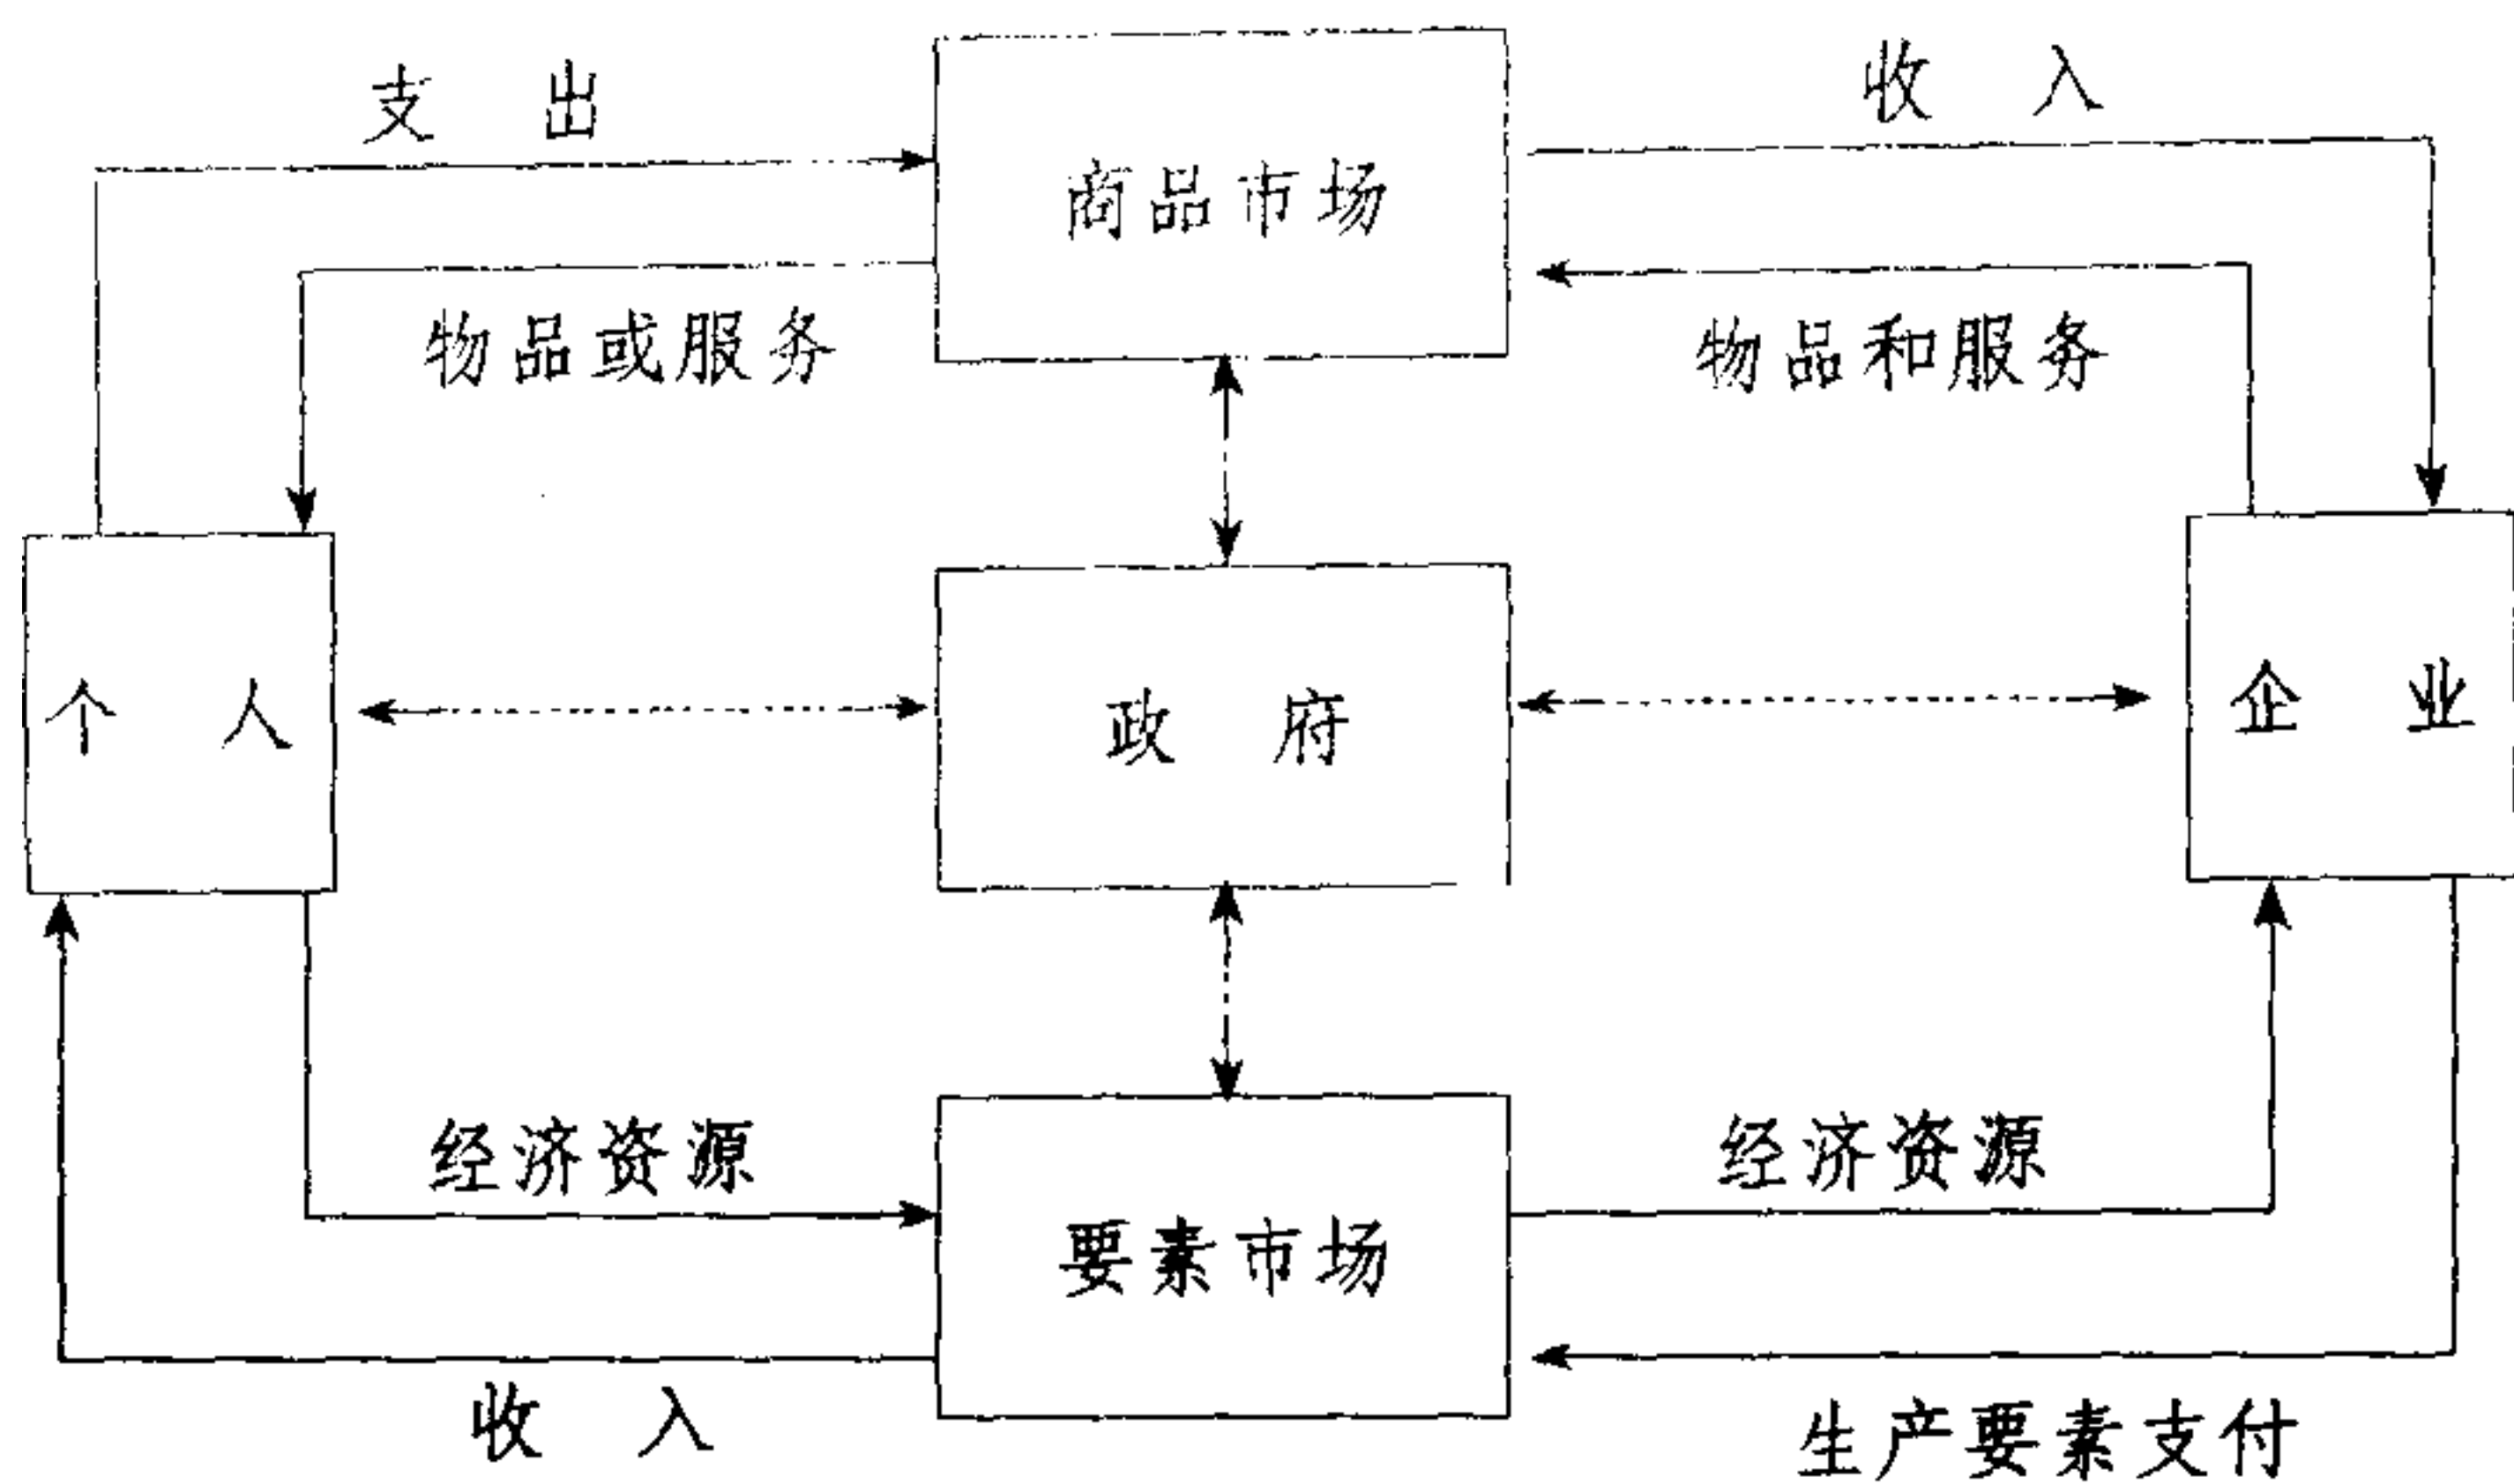 支出
收入
商品市场
物品或服务
物品和服务
个人
政府
企业
经济资源
经济资源
要素市场
收入
生产要素支付